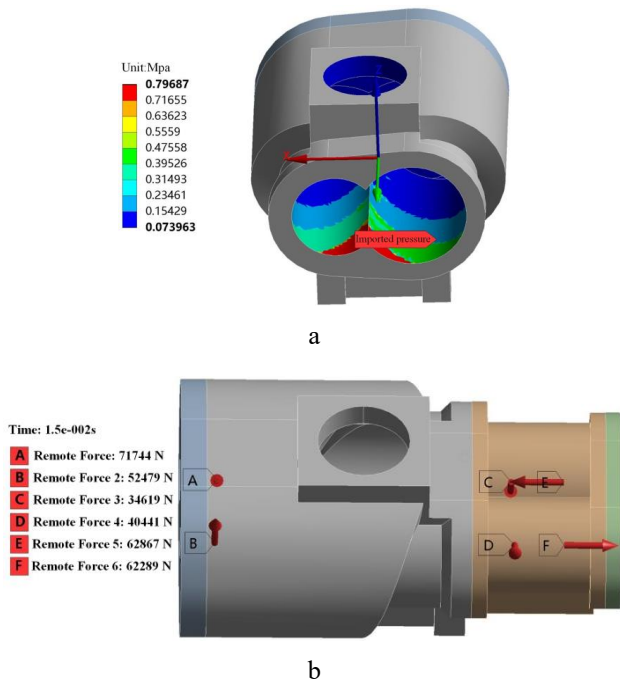 Unit:Mpa
0.79687
0.71655
0.63623
0.5559
0.47558
0.39526
0.31493
0.23461
0.15429
0.073963
Imported pressure
a
Time: 1.5e-002s
A Remote Force: 71744 N
B Remote Force 2: 52479 N
C Remote Force 3: 34619 N
D Remote Force 4: 40441 N
E Remote Force 5: 62867 N
F Remote Force 6: 62289 N
A
B
C
E
D
F
b